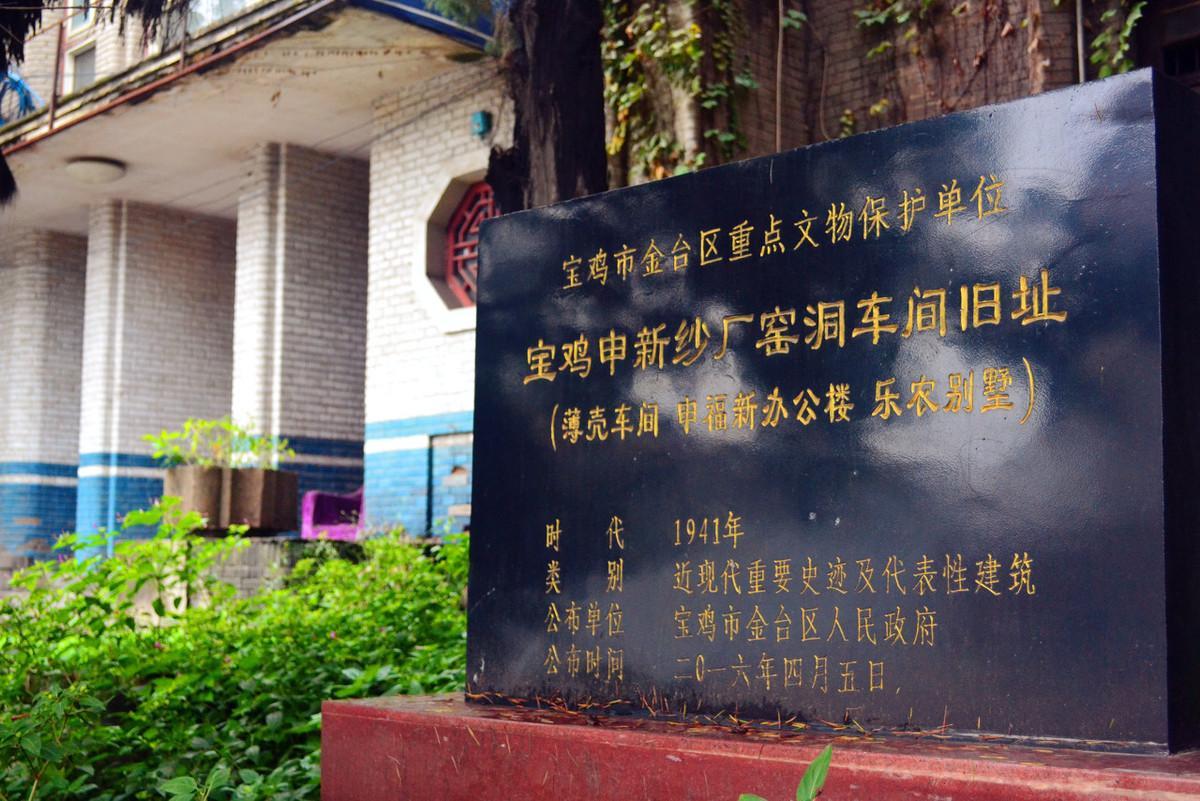 宝鸡市金台区重点文物保护单位
宝鸡申新纱厂窑洞车间旧址
(薄壳车间 申福新办公楼 乐农别墅)
时 代 1941年
类 别 近现代重要史迹及代表性建筑
公布单位 宝鸡市金台区人民政府
公布时间 二〇一六年四月五日